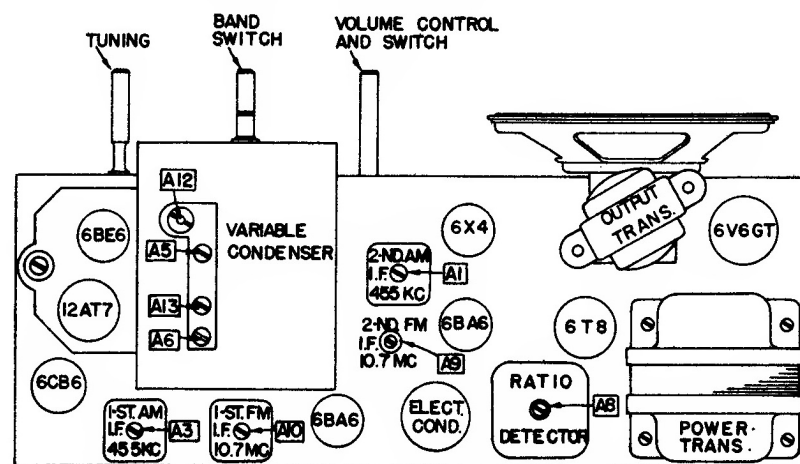 TUNING
BAND
SWITCH
VOLUME CONTROL
AND SWITCH
A12
6BE6
A5
VARIABLE
CONDENSER
12AT7
A13
A6
6CB6
1-ST. AM
I.F.
455KC
A3
1-ST. FM
I.F.
10.7MC
A10
6BA6
2-ND. AM
I.F.
455 KC
A1
2-ND. FM
I.F.
10.7 MC
A9
6X4
6BA6
ELECT.
COND.
OUTPUT
TRANS.
6V6GT
6T8
RATIO
DETECTOR
A8
POWER-
TRANS.